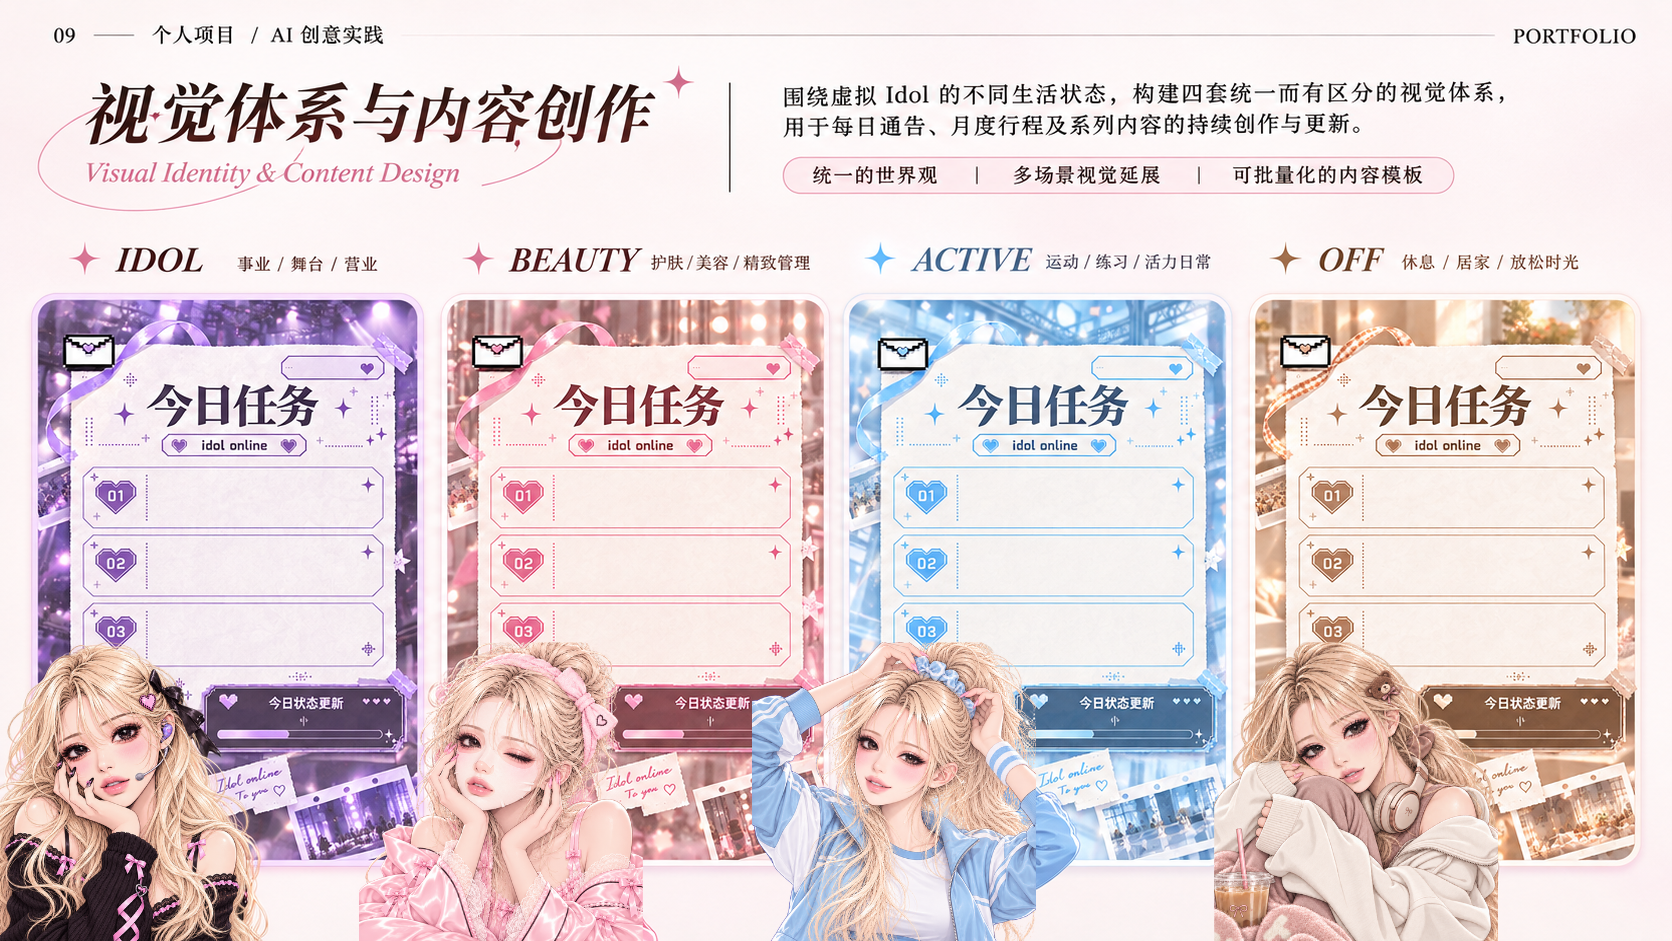 09 —— 个人项目 / AI 创意实践
PORTFOLIO
视觉体系与内容创作
Visual Identity & Content Design
围绕虚拟 Idol 的不同生活状态，构建四套统一而有区分的视觉体系，
用于每日通告、月度行程及系列内容的持续创作与更新。
统一的世界观 | 多场景视觉延展 | 可批量化的内容模板
IDOL 事业 / 舞台 / 营业
BEAUTY 护肤 / 美容 / 精致管理
ACTIVE 运动 / 练习 / 活力日常
OFF 休息 / 居家 / 放松时光
今日任务
idol online
01
02
03
今日状态更新
Idol online
To you ♡
今日任务
idol online
01
02
03
今日状态更新
Idol online
To you ♡
今日任务
idol online
01
02
03
今日状态更新
Idol online
To you ♡
今日任务
idol online
01
02
03
今日状态更新
online
you ♡